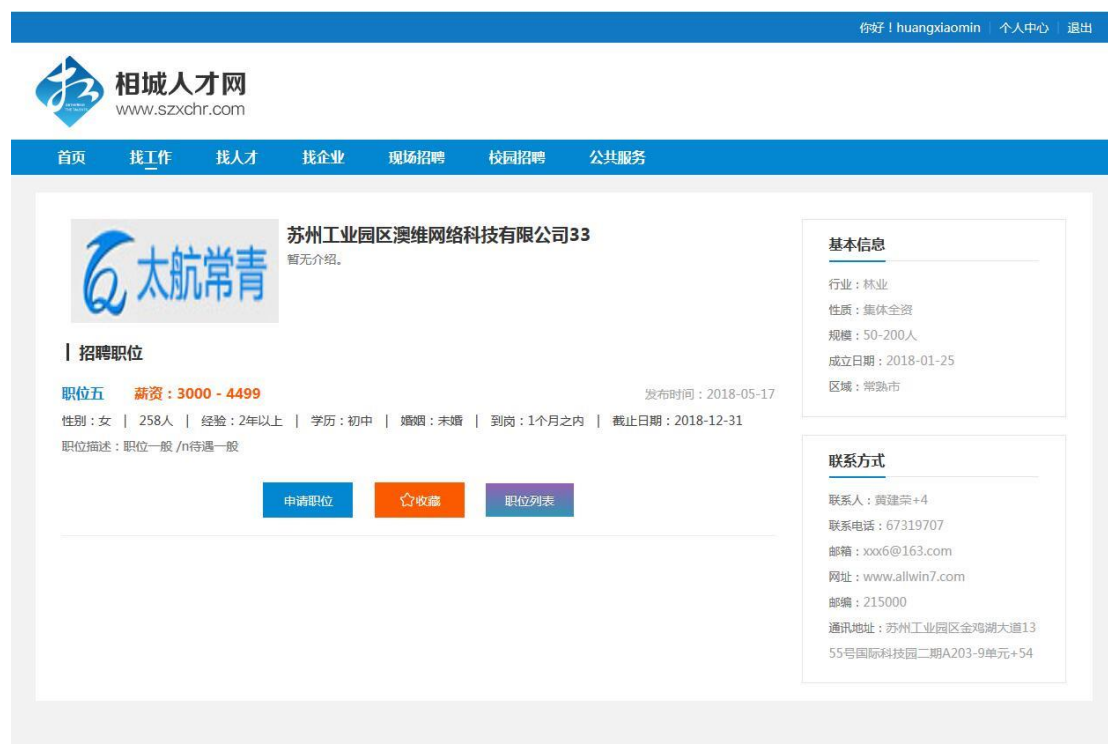 你好！huangxiaomin 个人中心 退出
相城人才网
www.szxchr.com
首页 找工作 找人才 找企业 现场招聘 校园招聘 公共服务
太航常青
苏州工业园区澳维网络科技有限公司33
暂无介绍。
招聘职位
职位五 薪资：3000 - 4499 发布时间：2018-05-17
性别：女 | 258人 | 经验：2年以上 | 学历：初中 | 婚姻：未婚 | 到岗：1个月之内 | 截止日期：2018-12-31
职位描述：职位一般 /n待遇一般
申请职位 收藏 职位列表
基本信息
行业：林业
性质：集体全资
规模：50-200人
成立日期：2018-01-25
区域：常熟市
联系方式
联系人：黄建荣+4
联系电话：67319707
邮箱：xxx6@163.com
网址：www.allwin7.com
邮编：215000
通讯地址：苏州工业园区金鸡湖大道13
55号国际科技园二期A203-9单元+54